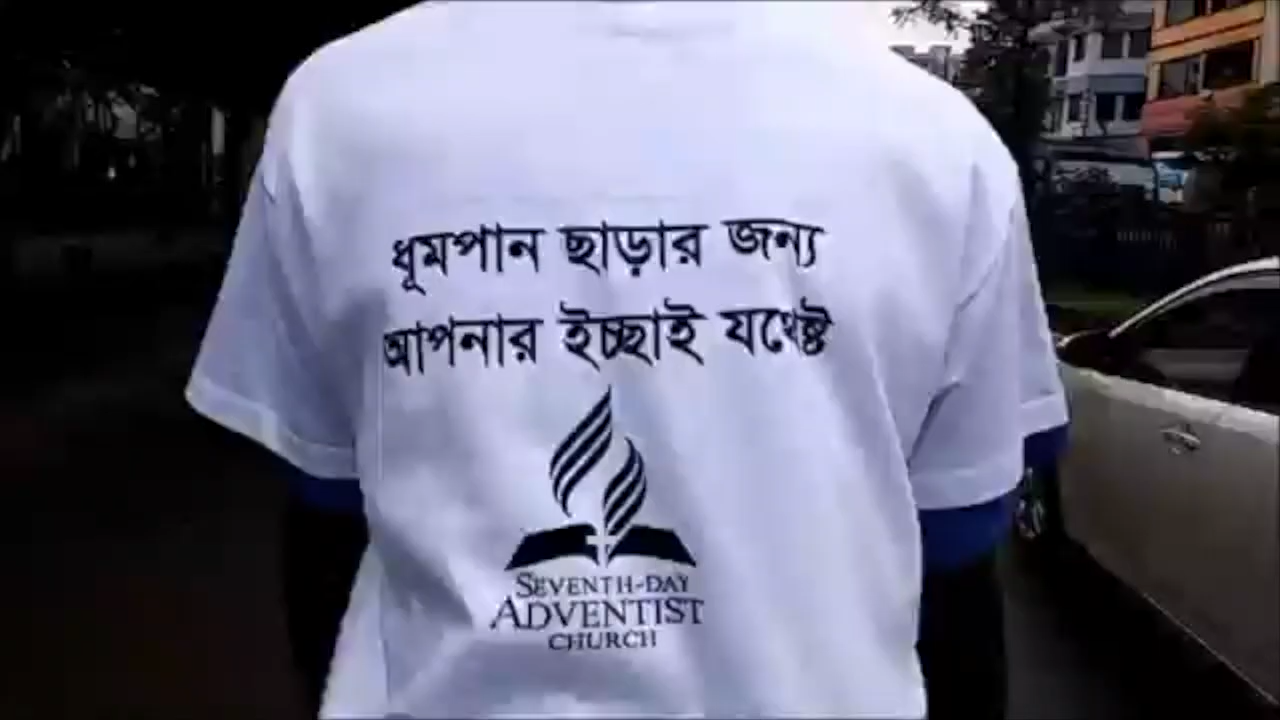 ধূমপান ছাড়ার জন্য
আপনার ইচ্ছাই যথেষ্ট
SEVENTH-DAY
ADVENTIST
CHURCH